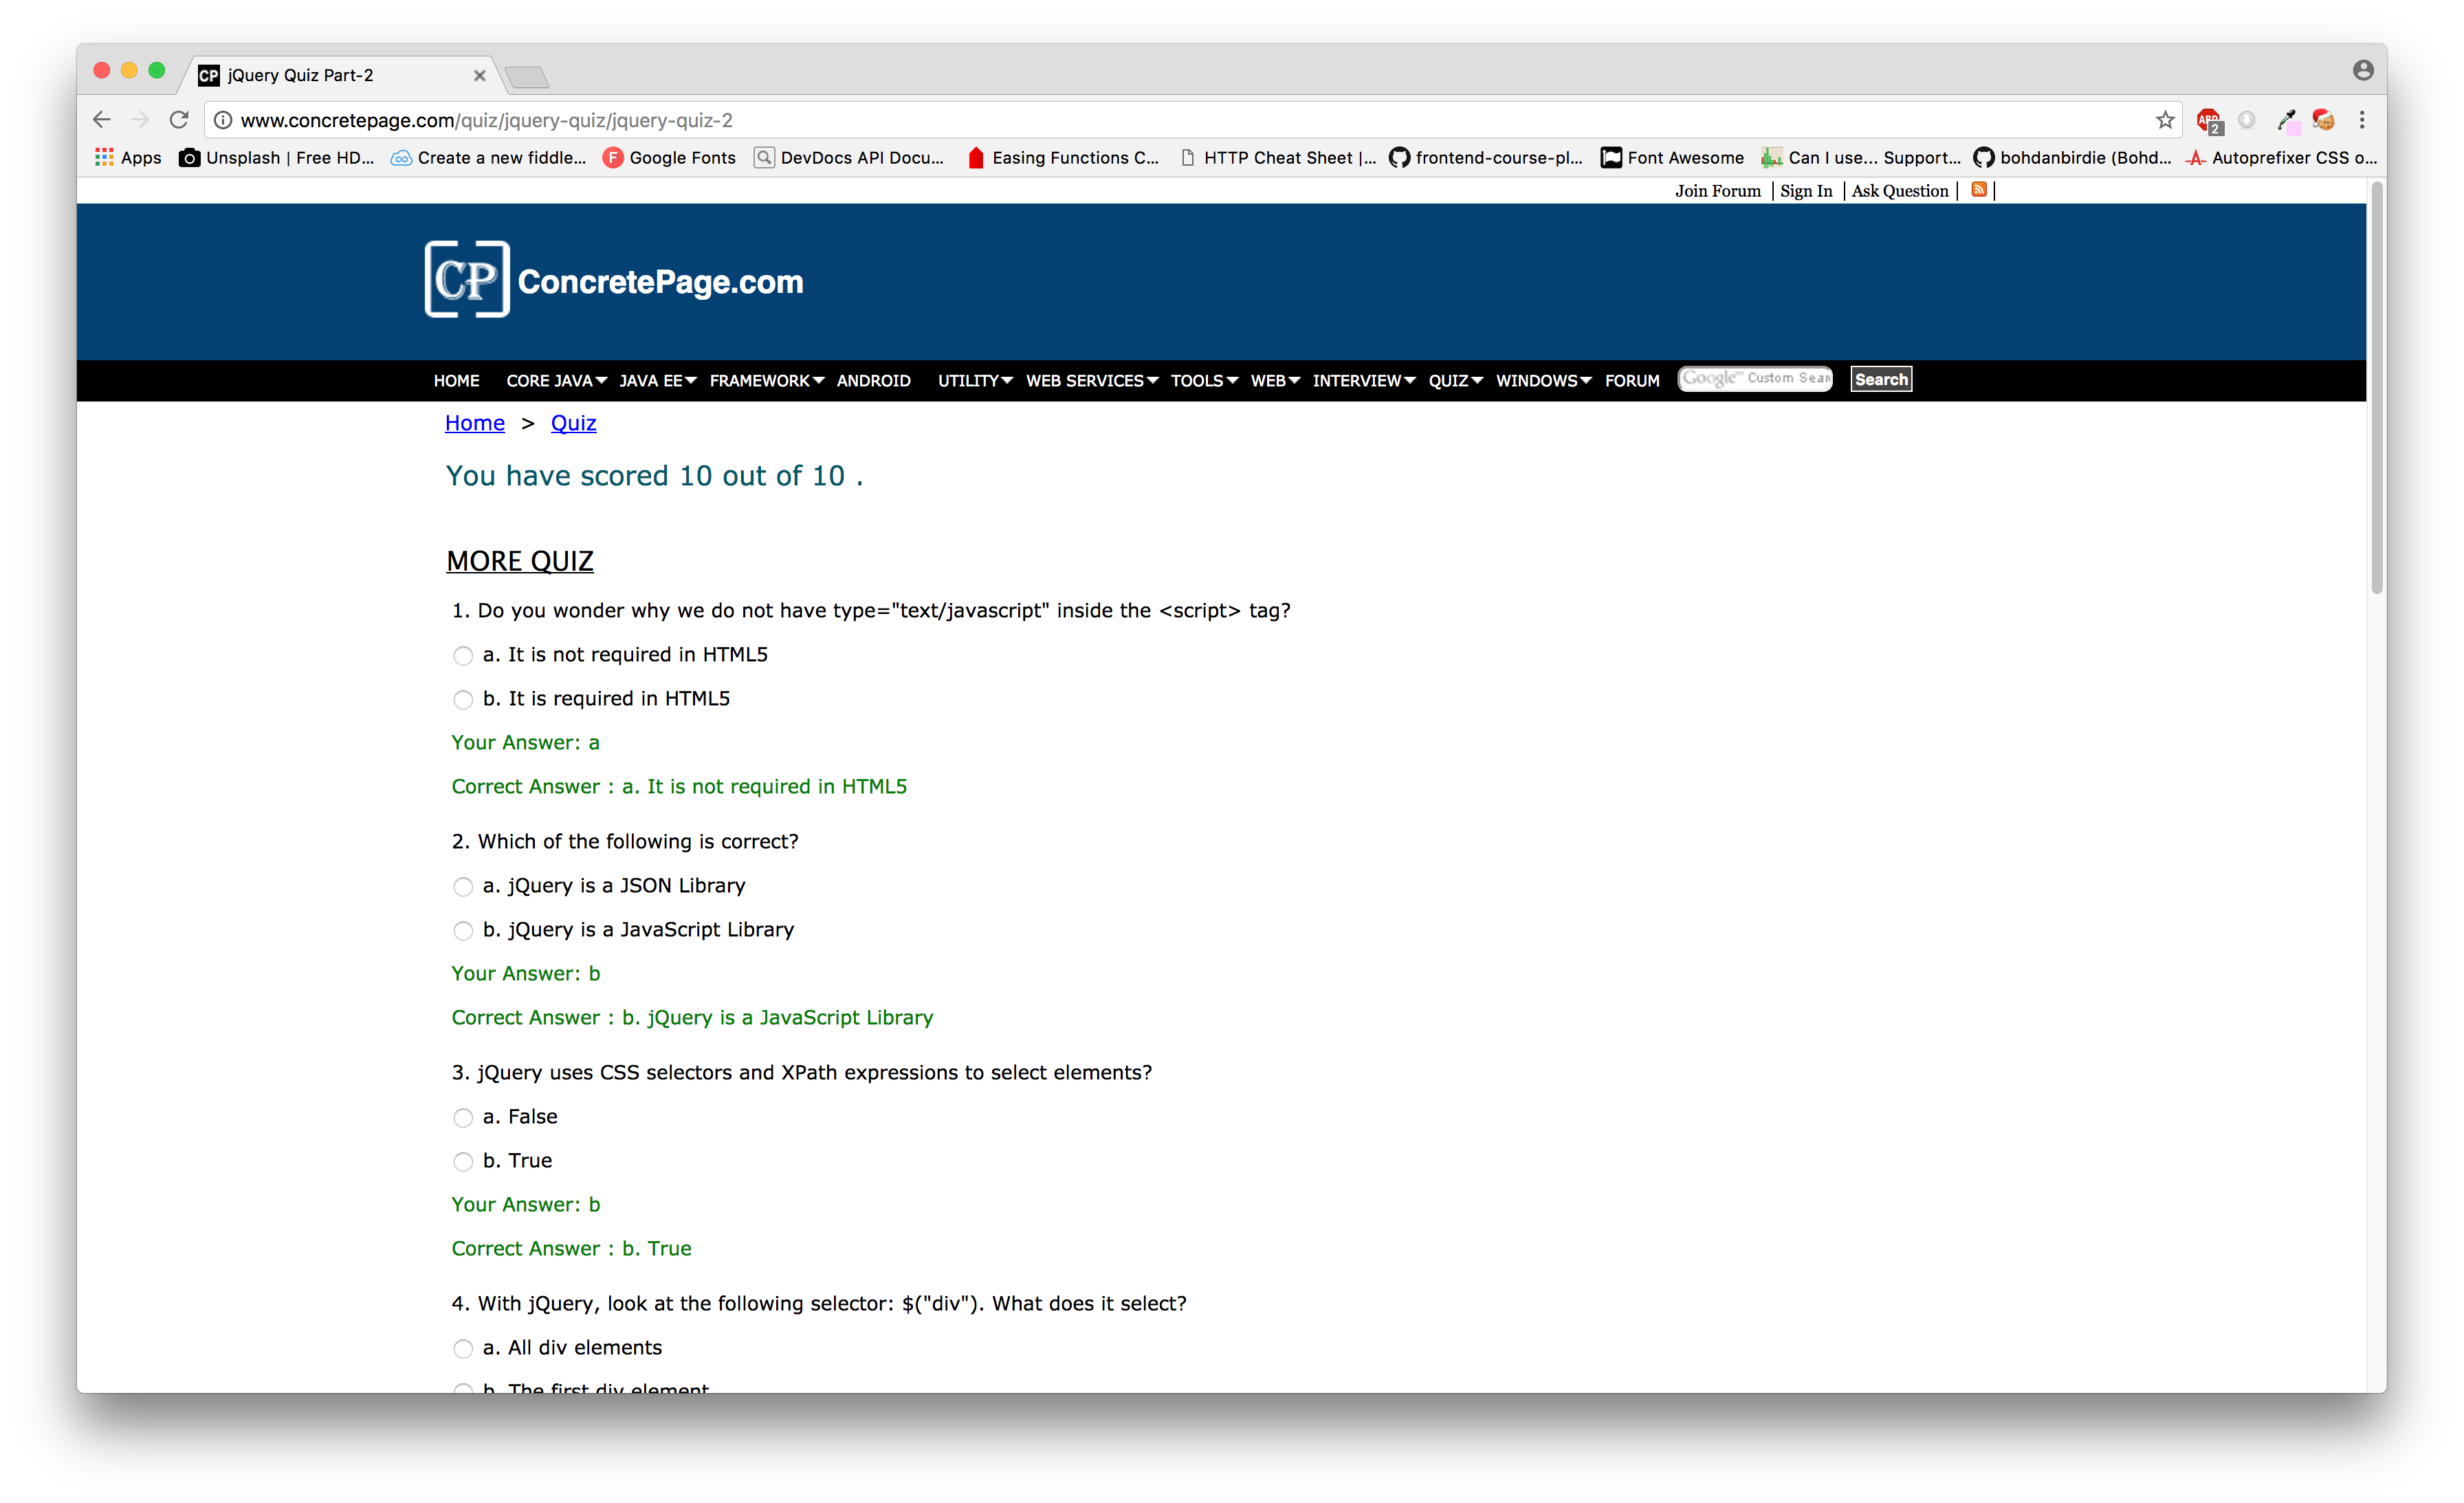 CP jQuery Quiz Part-2
www.concretepage.com/quiz/jquery-quiz/jquery-quiz-2
2
Apps Unsplash | Free HD... Create a new fiddle... F Google Fonts DevDocs API Docu... Easing Functions C... HTTP Cheat Sheet |... frontend-course-pl... Font Awesome Can I use... Support... bohdanbirdie (Bohd... Autoprefixer CSS o...
Join Forum | Sign In | Ask Question | |
CP ConcretePage.com
HOME CORE JAVA JAVA EE FRAMEWORK ANDROID UTILITY WEB SERVICES TOOLS WEB INTERVIEW QUIZ WINDOWS FORUM Google™ Custom Sear Search
Home > Quiz
You have scored 10 out of 10 .
MORE QUIZ
1. Do you wonder why we do not have type="text/javascript" inside the <script> tag?
a. It is not required in HTML5
b. It is required in HTML5
Your Answer: a
Correct Answer : a. It is not required in HTML5
2. Which of the following is correct?
a. jQuery is a JSON Library
b. jQuery is a JavaScript Library
Your Answer: b
Correct Answer : b. jQuery is a JavaScript Library
3. jQuery uses CSS selectors and XPath expressions to select elements?
a. False
b. True
Your Answer: b
Correct Answer : b. True
4. With jQuery, look at the following selector: $("div"). What does it select?
a. All div elements
b. The first div element